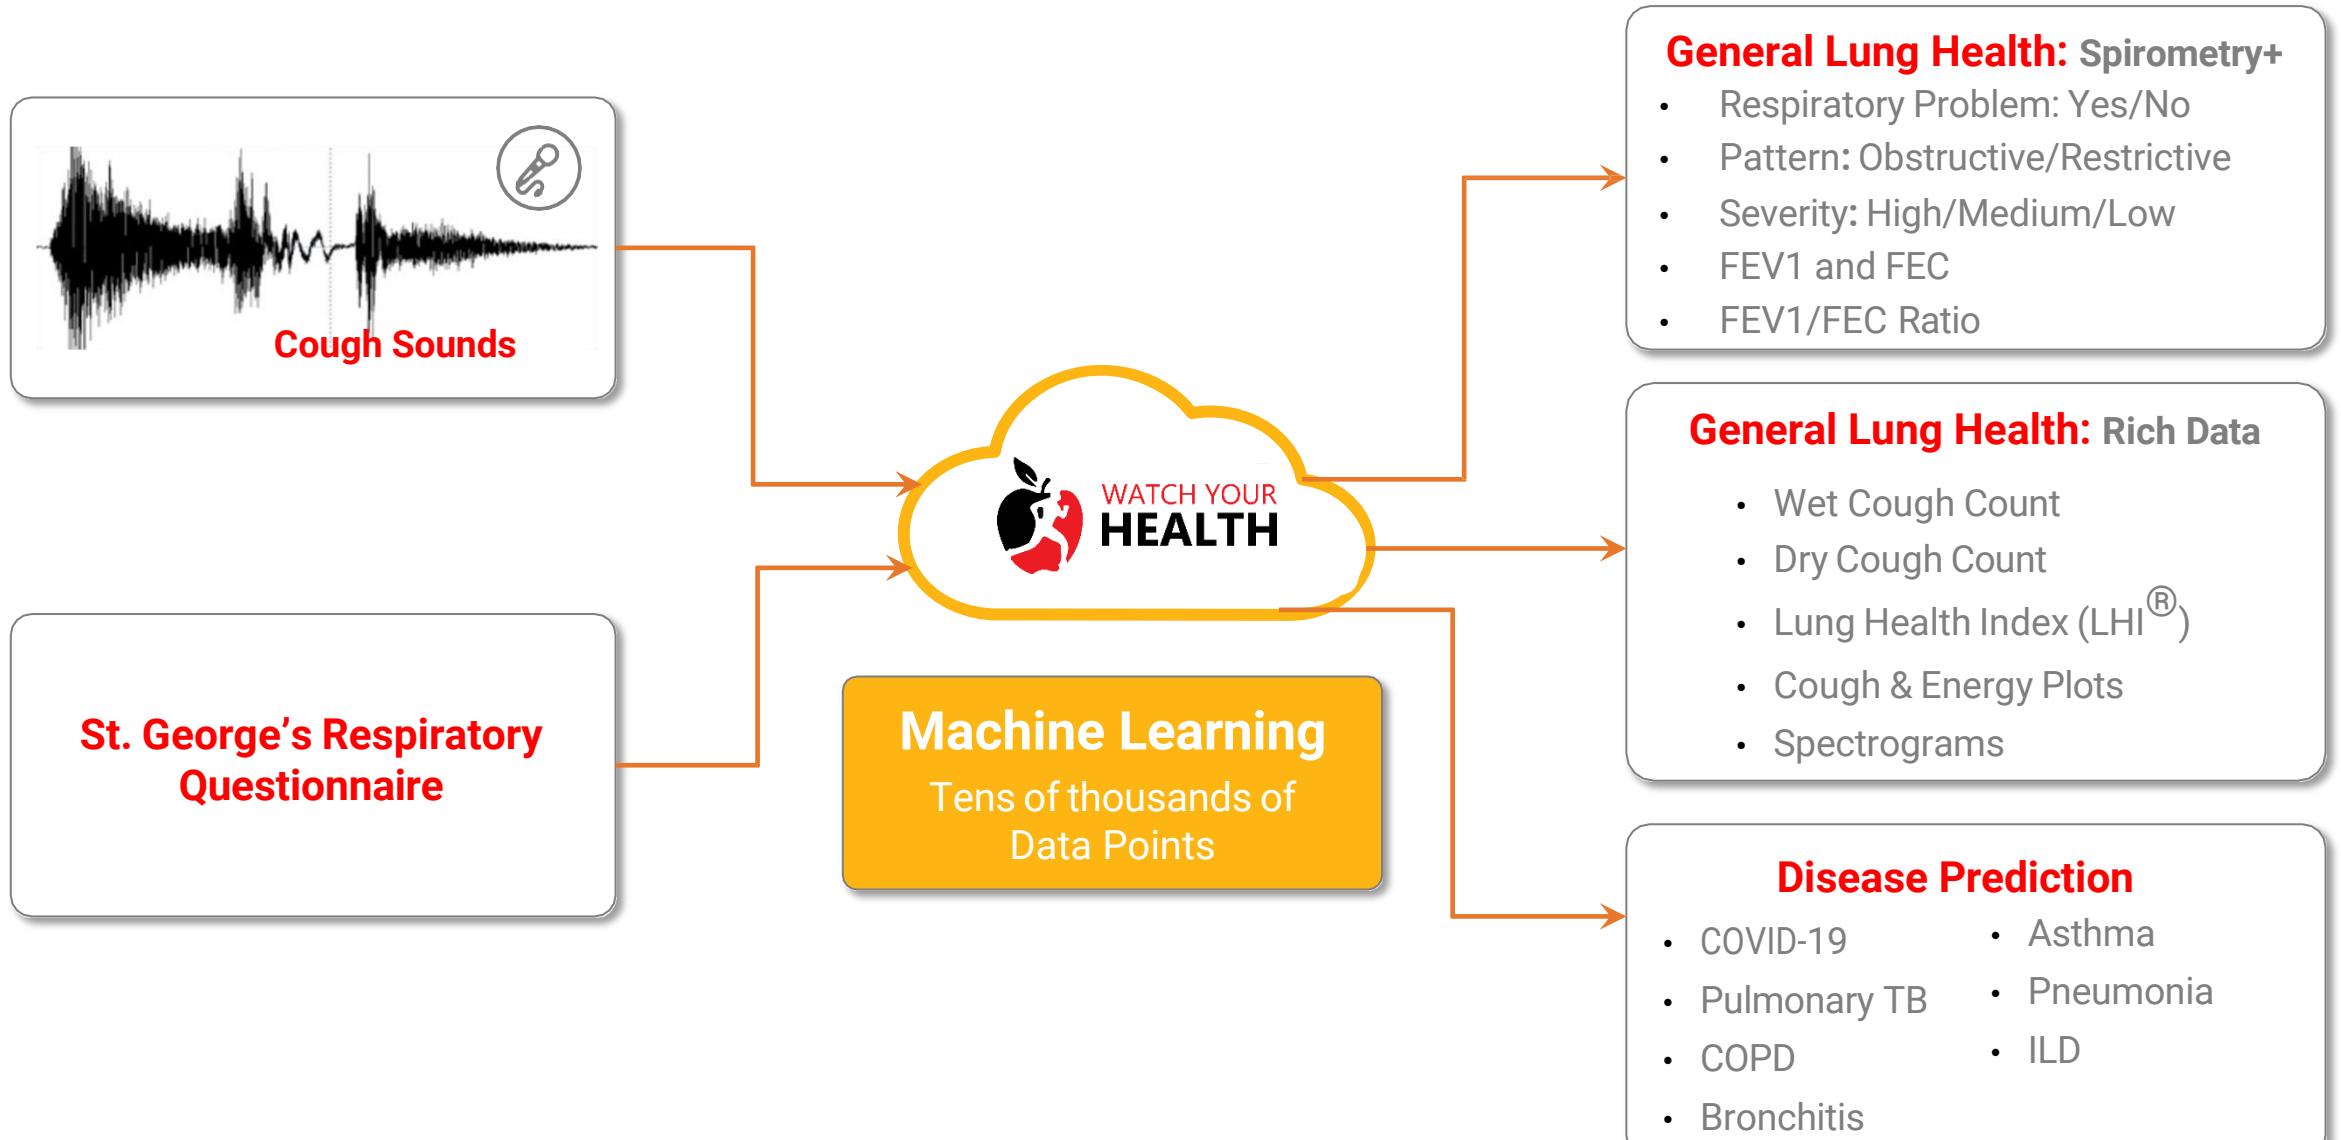 Cough Sounds
St. George’s Respiratory
Questionnaire
WATCH YOUR
HEALTH
Machine Learning
Tens of thousands of
Data Points
General Lung Health: Spirometry+
• Respiratory Problem: Yes/No
• Pattern: Obstructive/Restrictive
• Severity: High/Medium/Low
• FEV1 and FEC
• FEV1/FEC Ratio
General Lung Health: Rich Data
• Wet Cough Count
• Dry Cough Count
• Lung Health Index (LHI®)
• Cough & Energy Plots
• Spectrograms
Disease Prediction
• COVID-19
• Pulmonary TB
• COPD
• Bronchitis
• Asthma
• Pneumonia
• ILD